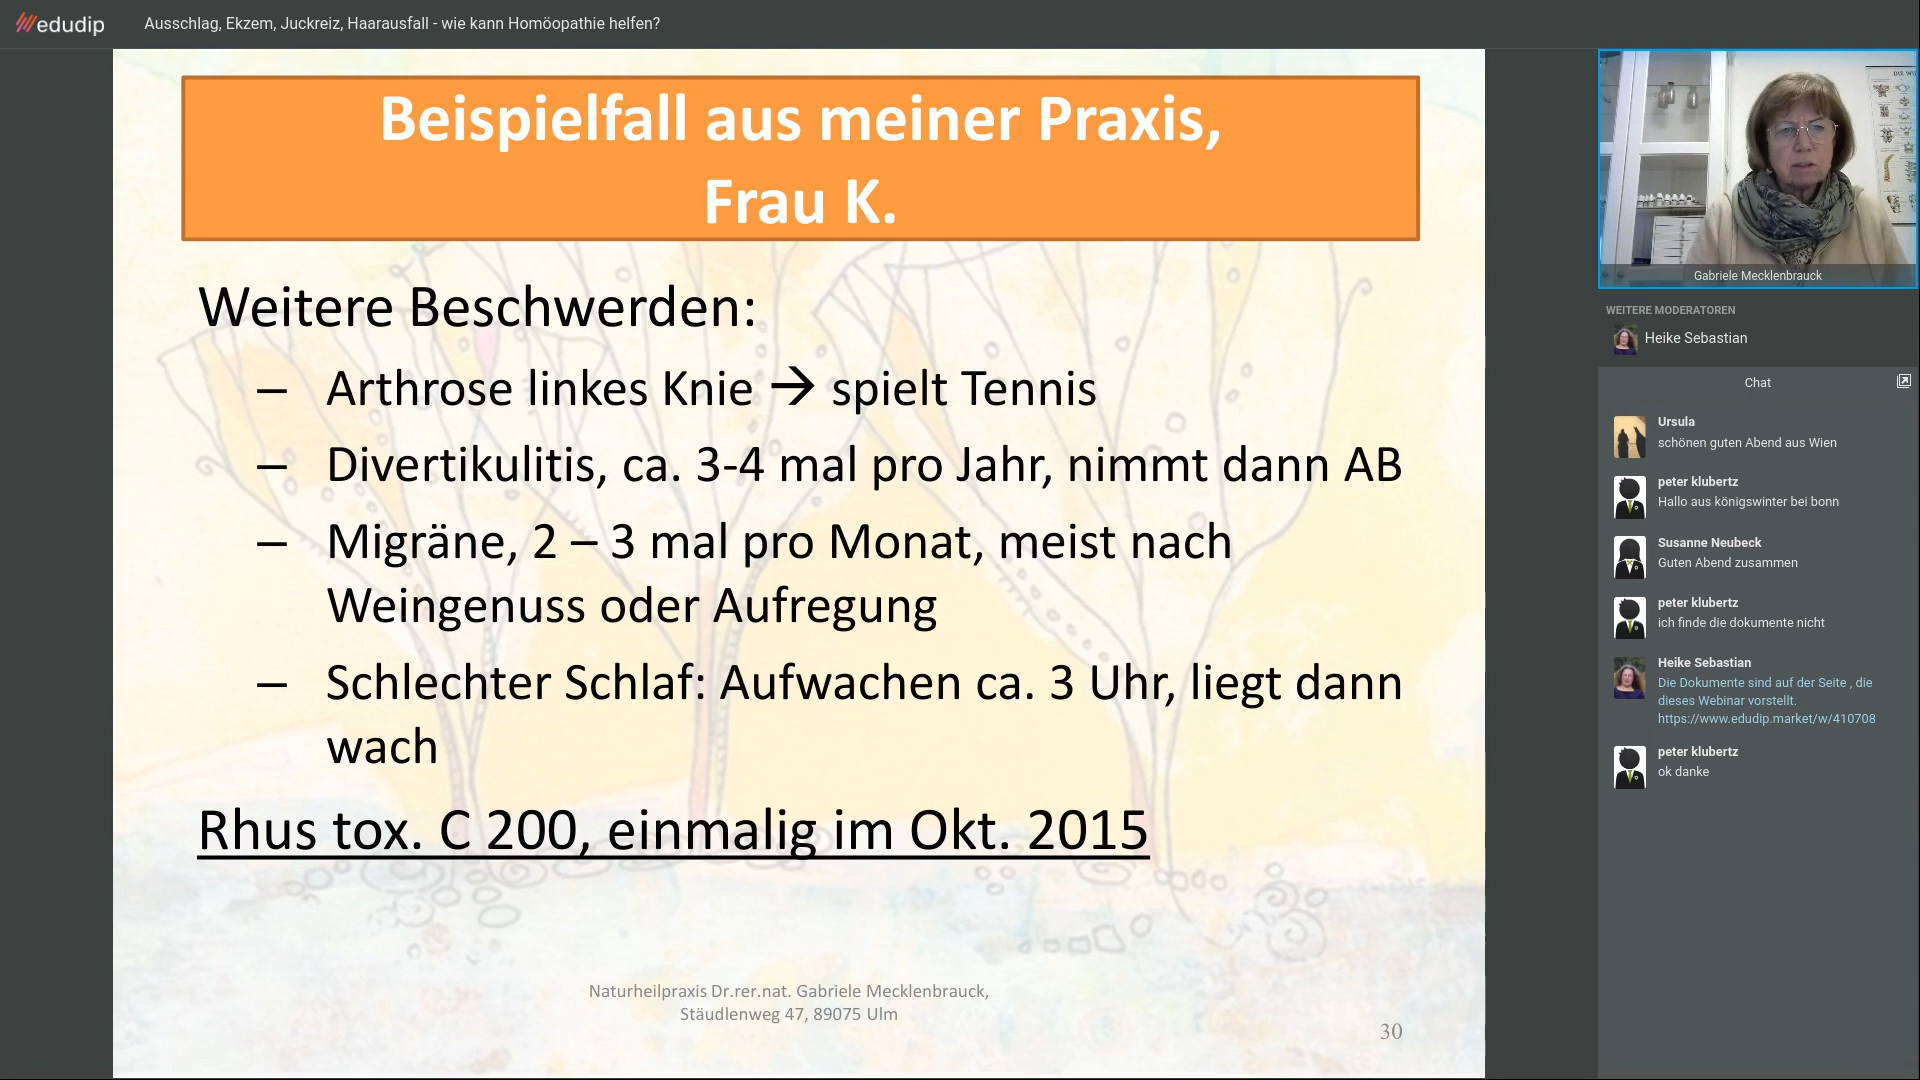 edudip
Ausschlag, Ekzem, Juckreiz, Haarausfall - wie kann Homöopathie helfen?
Beispielfall aus meiner Praxis,
Frau K.
Weitere Beschwerden:
– Arthrose linkes Knie → spielt Tennis
– Divertikulitis, ca. 3-4 mal pro Jahr, nimmt dann AB
– Migräne, 2 – 3 mal pro Monat, meist nach
Weingenuss oder Aufregung
– Schlechter Schlaf: Aufwachen ca. 3 Uhr, liegt dann
wach
Rhus tox. C 200, einmalig im Okt. 2015
Naturheilpraxis Dr.rer.nat. Gabriele Mecklenbrauck,
Stäudlenweg 47, 89075 Ulm
30
Gabriele Mecklenbrauck
WEITERE MODERATOREN
Heike Sebastian
Chat
Ursula
schönen guten Abend aus Wien
peter klubertz
Hallo aus königswinter bei bonn
Susanne Neubeck
Guten Abend zusammen
peter klubertz
ich finde die dokumente nicht
Heike Sebastian
Die Dokumente sind auf der Seite , die
dieses Webinar vorstellt.
https://www.edudip.market/w/410708
peter klubertz
ok danke